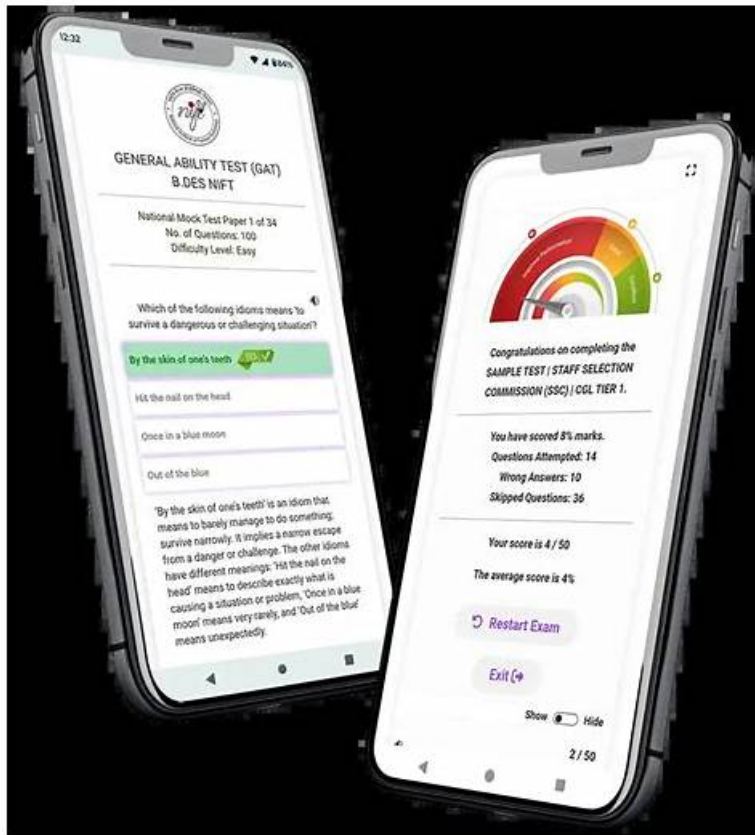 12:32
84%
nift
GENERAL ABILITY TEST (GAT)
B.DES NIFT
National Mock Test Paper 1 of 34
No. of Questions: 100
Difficulty Level: Easy
Which of the following idioms means 'to
survive a dangerous or challenging situation'?
By the skin of one's teeth
Hit the nail on the head
Once in a blue moon
Out of the blue
'By the skin of one's teeth' is an idiom that
means to barely manage to do something;
survive narrowly. It implies a narrow escape
from a danger or challenge. The other idioms
have different meanings: 'Hit the nail on the
head' means to describe exactly what is
causing a situation or problem, 'Once in a blue
moon' means very rarely, and 'Out of the blue'
means unexpectedly.
Congratulations on completing the
SAMPLE TEST | STAFF SELECTION
COMMISSION (SSC) | CGL TIER 1.
You have scored 8% marks.
Questions Attempted: 14
Wrong Answers: 10
Skipped Questions: 36
Your score is 4 / 50
The average score is 4%
Restart Exam
Exit
Show Hide
2 / 50